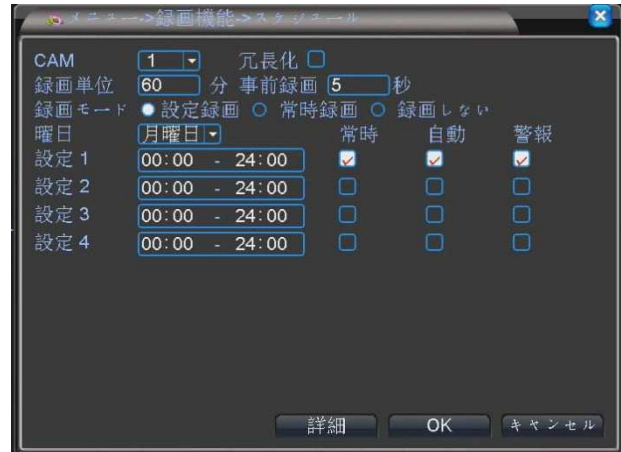 メニュー->録画機能->スケジュール
CAM 1 冗長化
録画単位 60 分 事前録画 5 秒
録画モード 設定録画 常時録画 録画しない
曜日 月曜日 常時 自動 警報
設定 1 00:00 - 24:00
設定 2 00:00 - 24:00
設定 3 00:00 - 24:00
設定 4 00:00 - 24:00
詳細 OK キャンセル